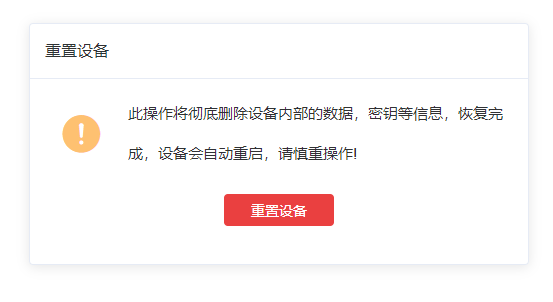 重置设备
此操作将彻底删除设备内部的数据，密钥等信息，恢复完
成，设备会自动重启，请慎重操作!
重置设备